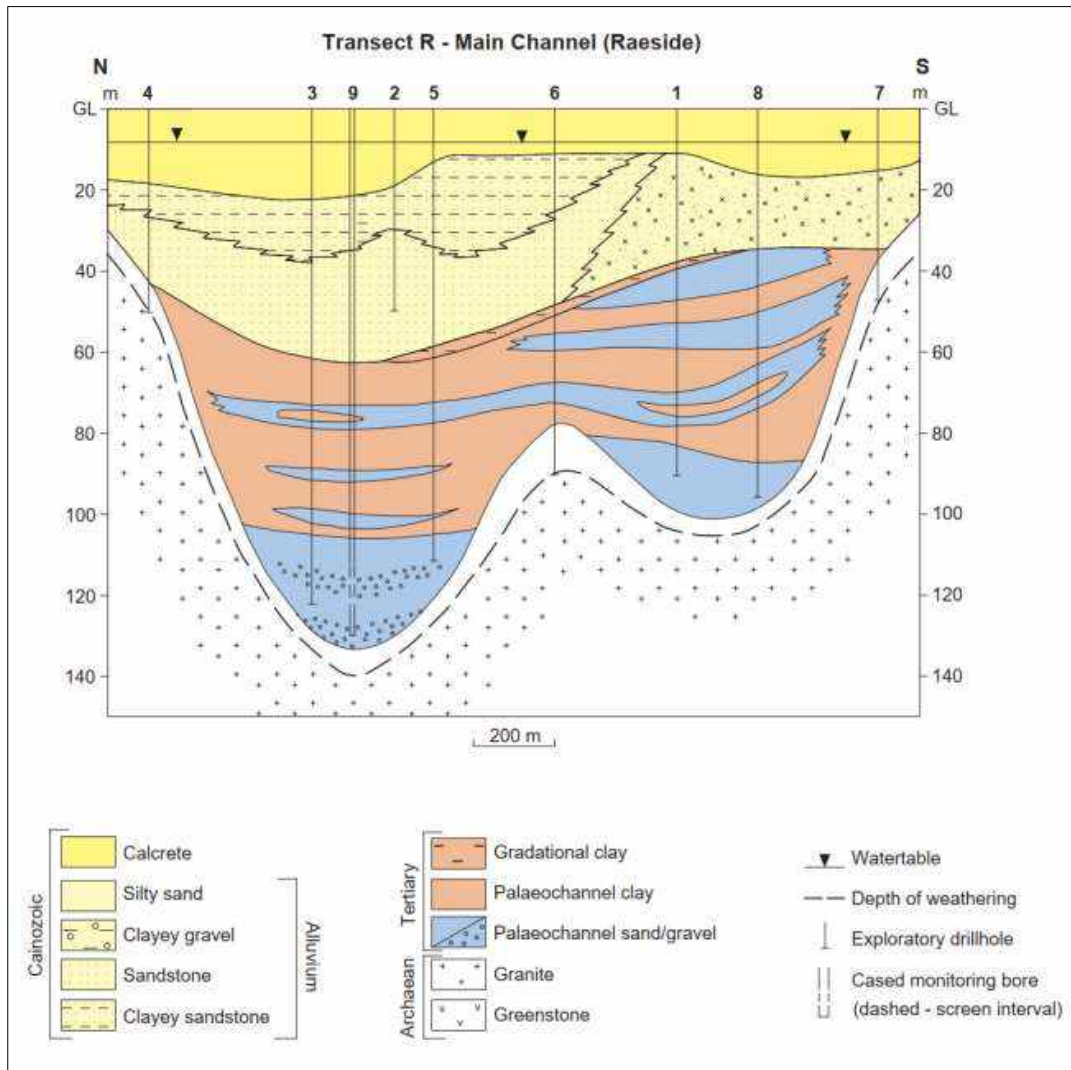 Transect R - Main Channel (Raeside)
N S
m 4 3 9 2 5 6 1 8 7 m
GL GL
20 20
40 40
60 60
80 80
100 100
120 120
140 140
200 m
Cainozoic
Calcrete
Silty sand
Clayey gravel
Sandstone
Clayey sandstone
Alluvium
Tertiary
Gradational clay
Palaeochannel clay
Palaeochannel sand/gravel
Archaean
Granite
Greenstone
Watertable
Depth of weathering
Exploratory drillhole
Cased monitoring bore
(dashed - screen interval)